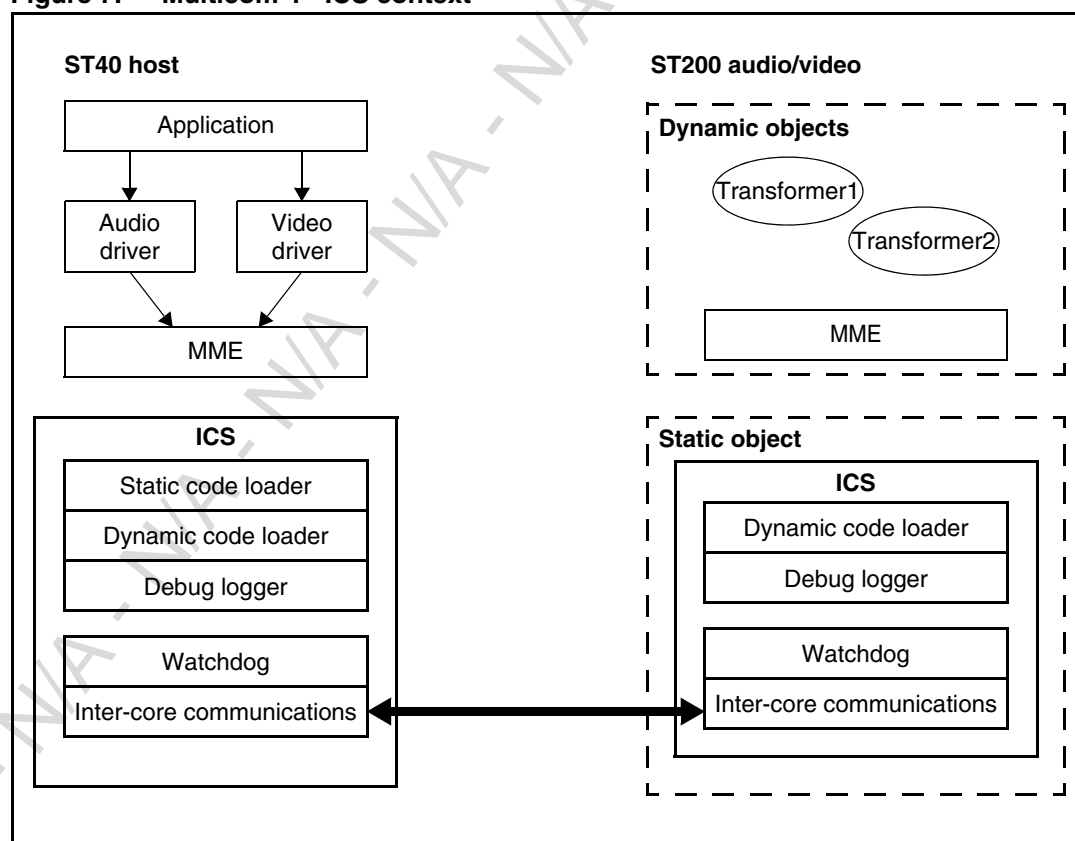 Figure 7. Multicom 4 - ICS context
ST40 host
Application
Audio
driver
Video
driver
MME
ICS
Static code loader
Dynamic code loader
Debug logger
Watchdog
Inter-core communications
ST200 audio/video
Dynamic objects
Transformer1
Transformer2
MME
Static object
ICS
Dynamic code loader
Debug logger
Watchdog
Inter-core communications
N/A - N/A - N/A - N/A - N/A